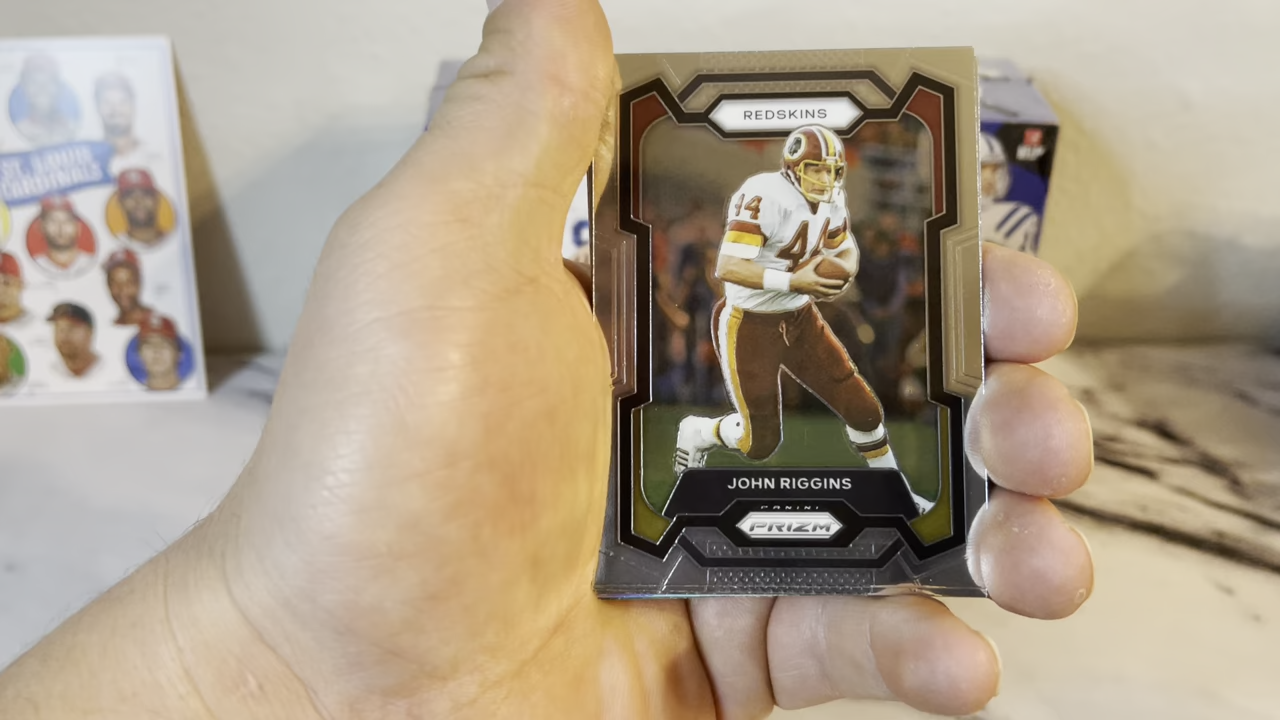 REDSKINS
44
44
JOHN RIGGINS
PANINI
PRIZM
ST. LOUIS
CARDINALS